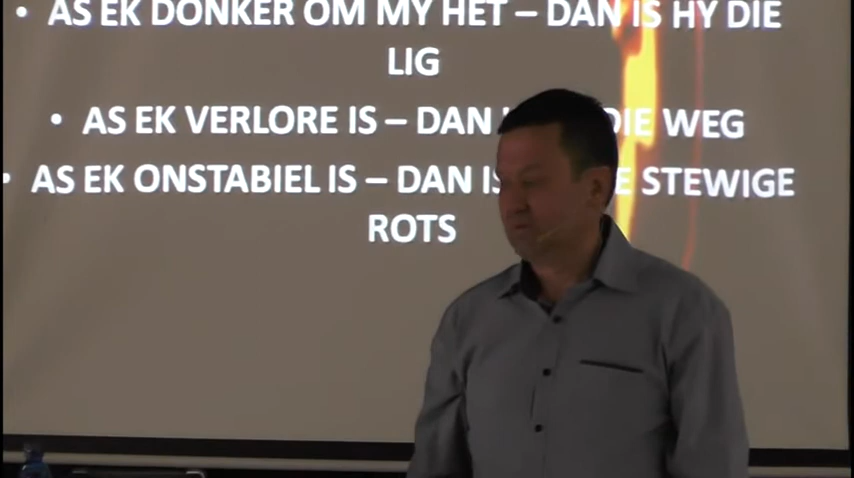 • AS EK DONKER OM MY HET – DAN IS HY DIE
LIG
• AS EK VERLORE IS – DAN DIE WEG
• AS EK ONSTABIEL IS – DAN STEWIGE
ROTS